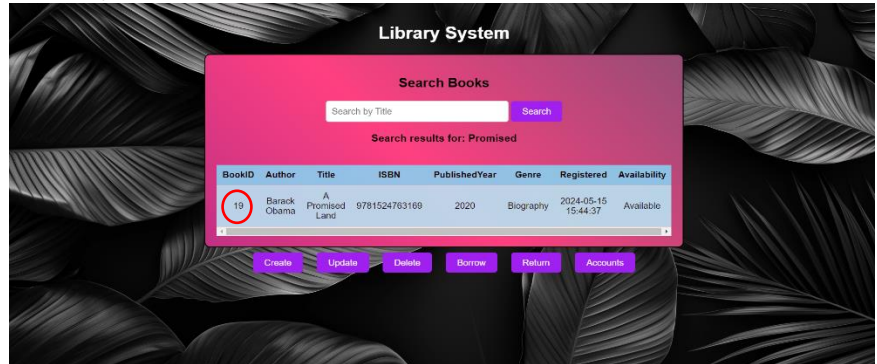 Library System
Search Books
Search by Title Search
Search results for: Promised
BookID Author Title ISBN PublishedYear Genre Registered Availability
19 Barack Obama A Promised Land 9781524763169 2020 Biography 2024-05-15 15:44:37 Available
Create Update Delete Borrow Return Accounts